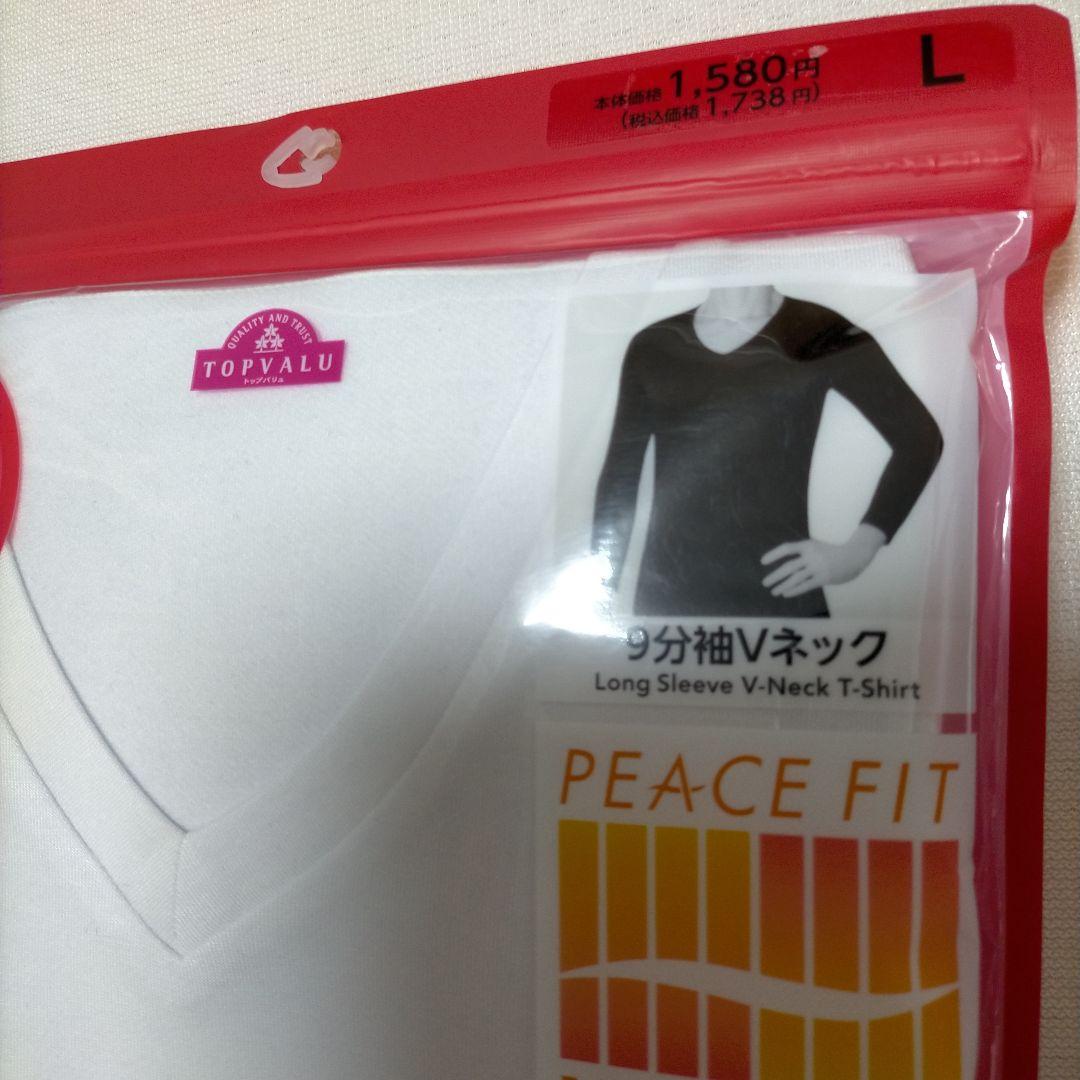 本体価格 1,580円
(税込価格 1,738円)
L
QUALITY AND TRUST
TOPVALU
トップバリュ
9分袖Vネック
Long Sleeve V-Neck T-Shirt
PEACE FIT